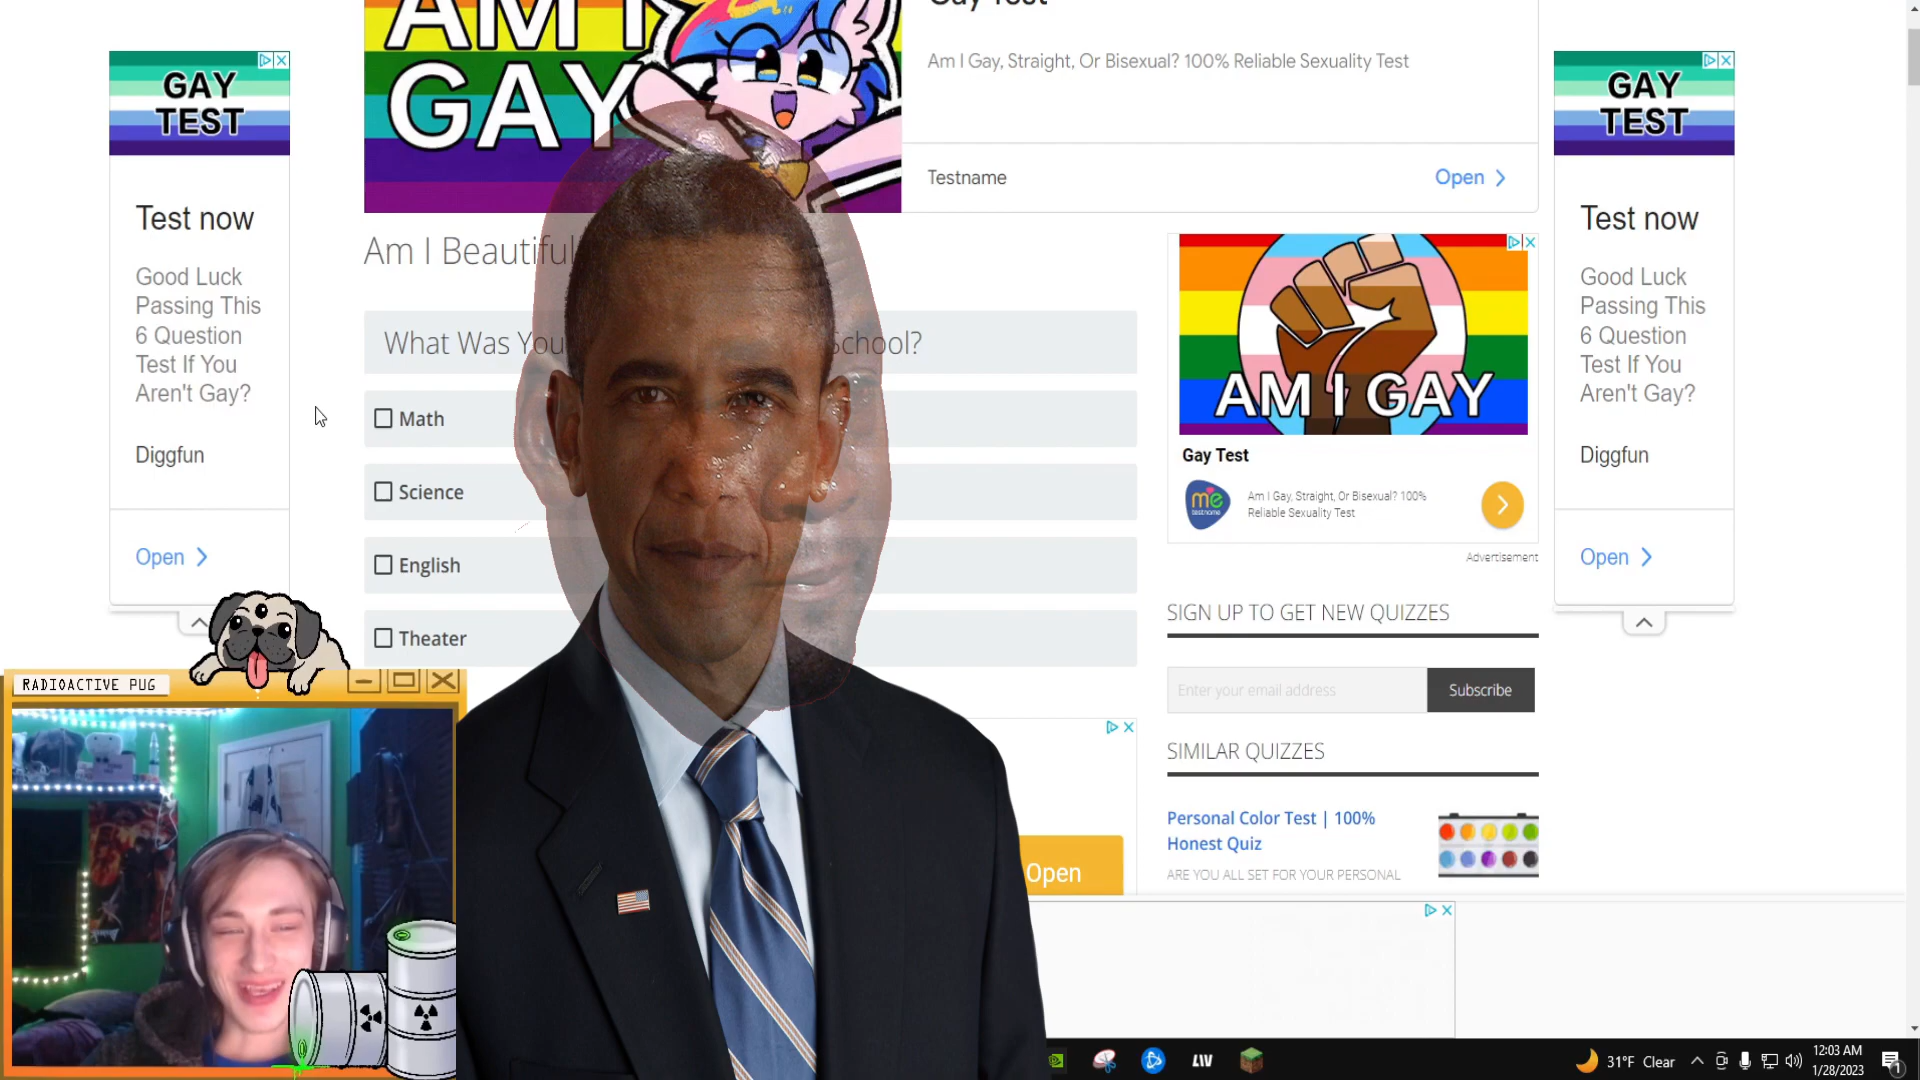 AM I
GAY
Am I Gay, Straight, Or Bisexual? 100% Reliable Sexuality Test
Testname
Open
GAY
TEST
Test now
Good Luck
Passing This
6 Question
Test If You
Aren't Gay?
Diggfun
Open
Am I Beautiful
What Was You
School?
Math
Science
English
Theater
AM I GAY
Gay Test
me
testname
Am I Gay, Straight, Or Bisexual? 100%
Reliable Sexuality Test
Advertisement
SIGN UP TO GET NEW QUIZZES
Enter your email address
Subscribe
SIMILAR QUIZZES
Personal Color Test | 100%
Honest Quiz
ARE YOU ALL SET FOR YOUR PERSONAL
GAY
TEST
Test now
Good Luck
Passing This
6 Question
Test If You
Aren't Gay?
Diggfun
Open
RADIOACTIVE PUG
Open
LIV
31°F Clear
12:03 AM
1/28/2023
1